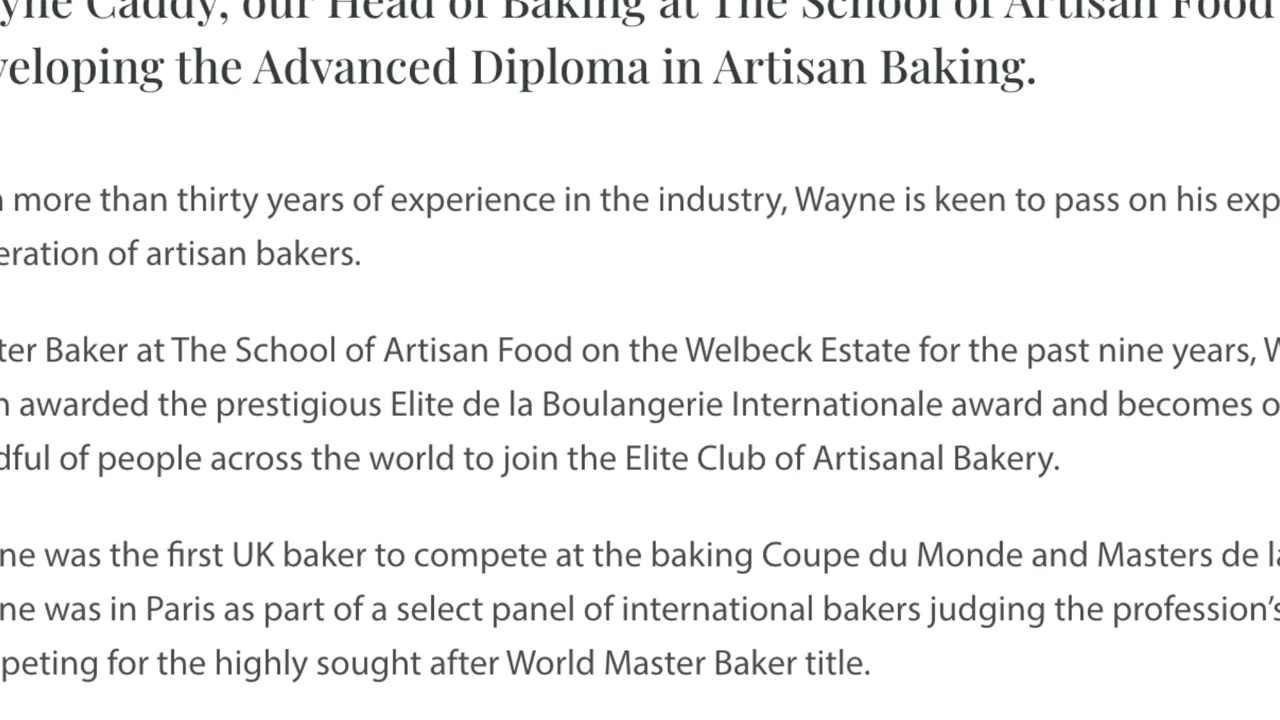 yne Caddy, our Head of Baking at The School of Artisan Food
veloping the Advanced Diploma in Artisan Baking.
more than thirty years of experience in the industry, Wayne is keen to pass on his exp
eration of artisan bakers.
ter Baker at The School of Artisan Food on the Welbeck Estate for the past nine years, W
n awarded the prestigious Elite de la Boulangerie Internationale award and becomes o
dful of people across the world to join the Elite Club of Artisanal Bakery.
ne was the first UK baker to compete at the baking Coupe du Monde and Masters de la
ne was in Paris as part of a select panel of international bakers judging the profession’s
peting for the highly sought after World Master Baker title.